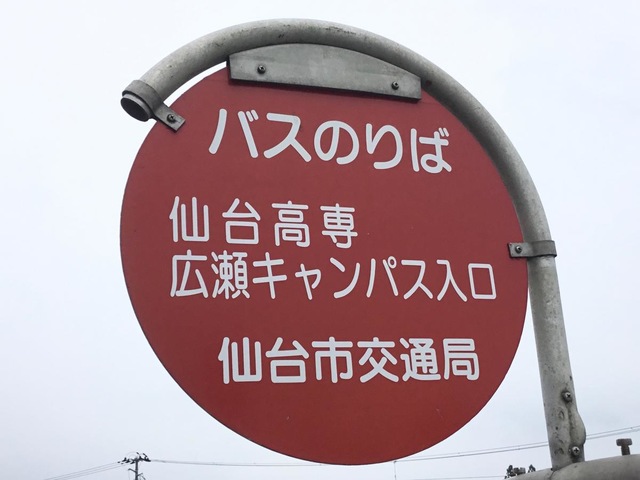 バスのりば
仙台高専
広瀬キャンパス入口
仙台市交通局